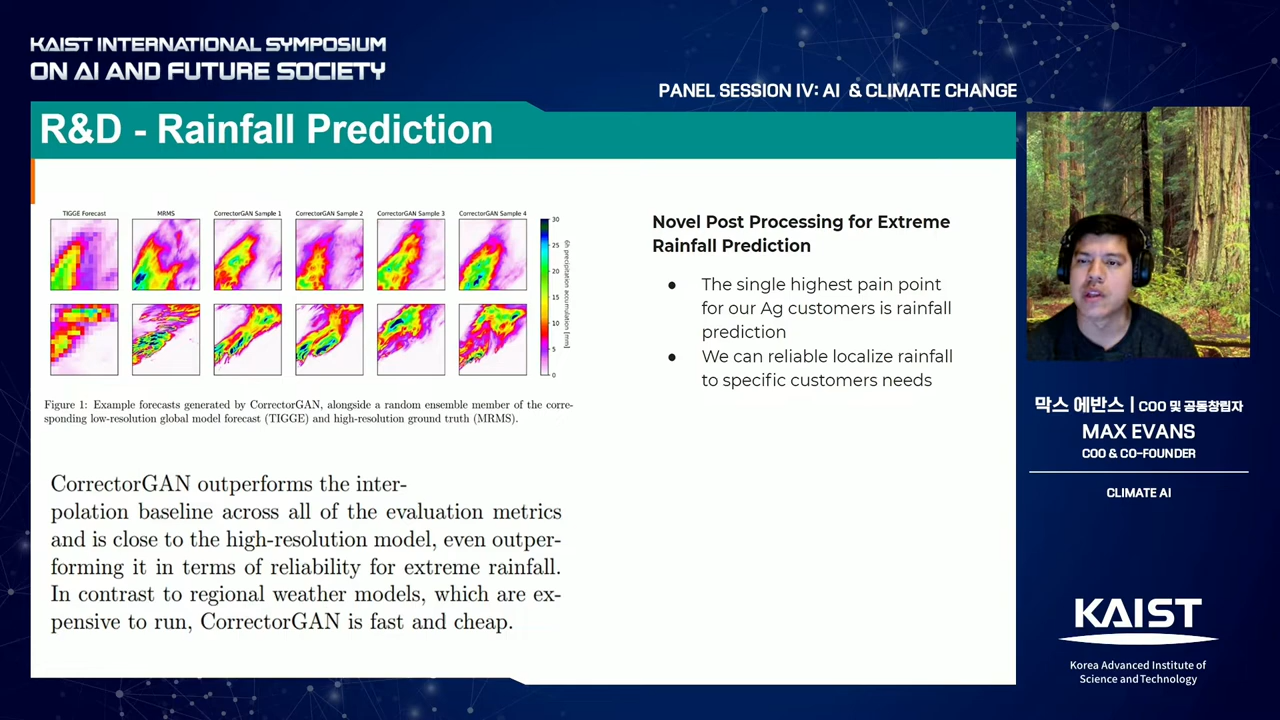 KAIST INTERNATIONAL SYMPOSIUM
ON AI AND FUTURE SOCIETY
PANEL SESSION IV: AI & CLIMATE CHANGE
R&D - Rainfall Prediction
TIGGE Forecast
MRMS
CorrectorGAN Sample 1
CorrectorGAN Sample 2
CorrectorGAN Sample 3
CorrectorGAN Sample 4
30
25
20
15
10
5
0
6h precipitation accumulation [mm]
Figure 1: Example forecasts generated by CorrectorGAN, alongside a random ensemble member of the corre-
sponding low-resolution global model forecast (TIGGE) and high-resolution ground truth (MRMS).
CorrectorGAN outperforms the inter-
polation baseline across all of the evaluation metrics
and is close to the high-resolution model, even outper-
forming it in terms of reliability for extreme rainfall.
In contrast to regional weather models, which are ex-
pensive to run, CorrectorGAN is fast and cheap.
Novel Post Processing for Extreme
Rainfall Prediction
● The single highest pain point
for our Ag customers is rainfall
prediction
● We can reliable localize rainfall
to specific customers needs
막스 에반스 | COO 및 공동창립자
MAX EVANS
COO & CO-FOUNDER
CLIMATE AI
KAIST
Korea Advanced Institute of
Science and Technology